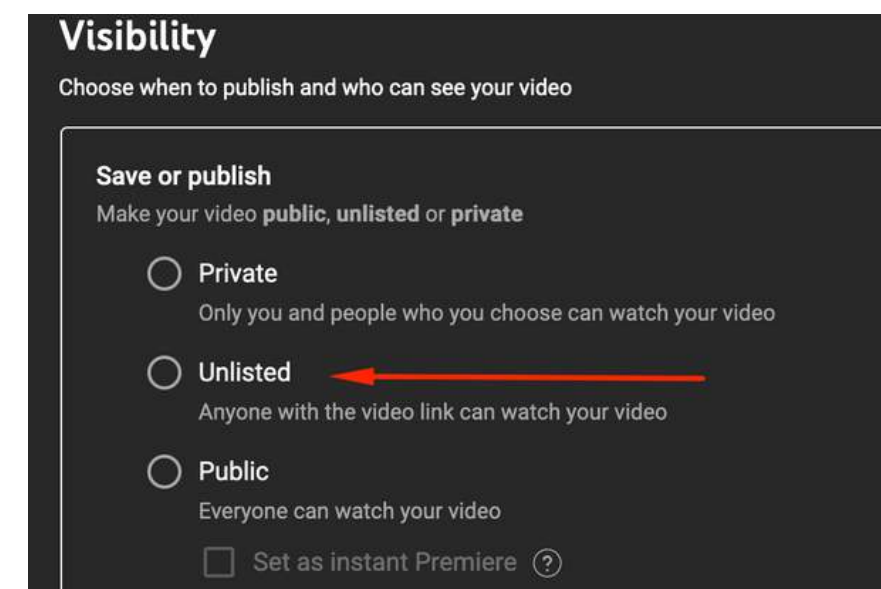 Visibility
Choose when to publish and who can see your video
Save or publish
Make your video public, unlisted or private
Private
Only you and people who you choose can watch your video
Unlisted
Anyone with the video link can watch your video
Public
Everyone can watch your video
Set as instant Premiere ?